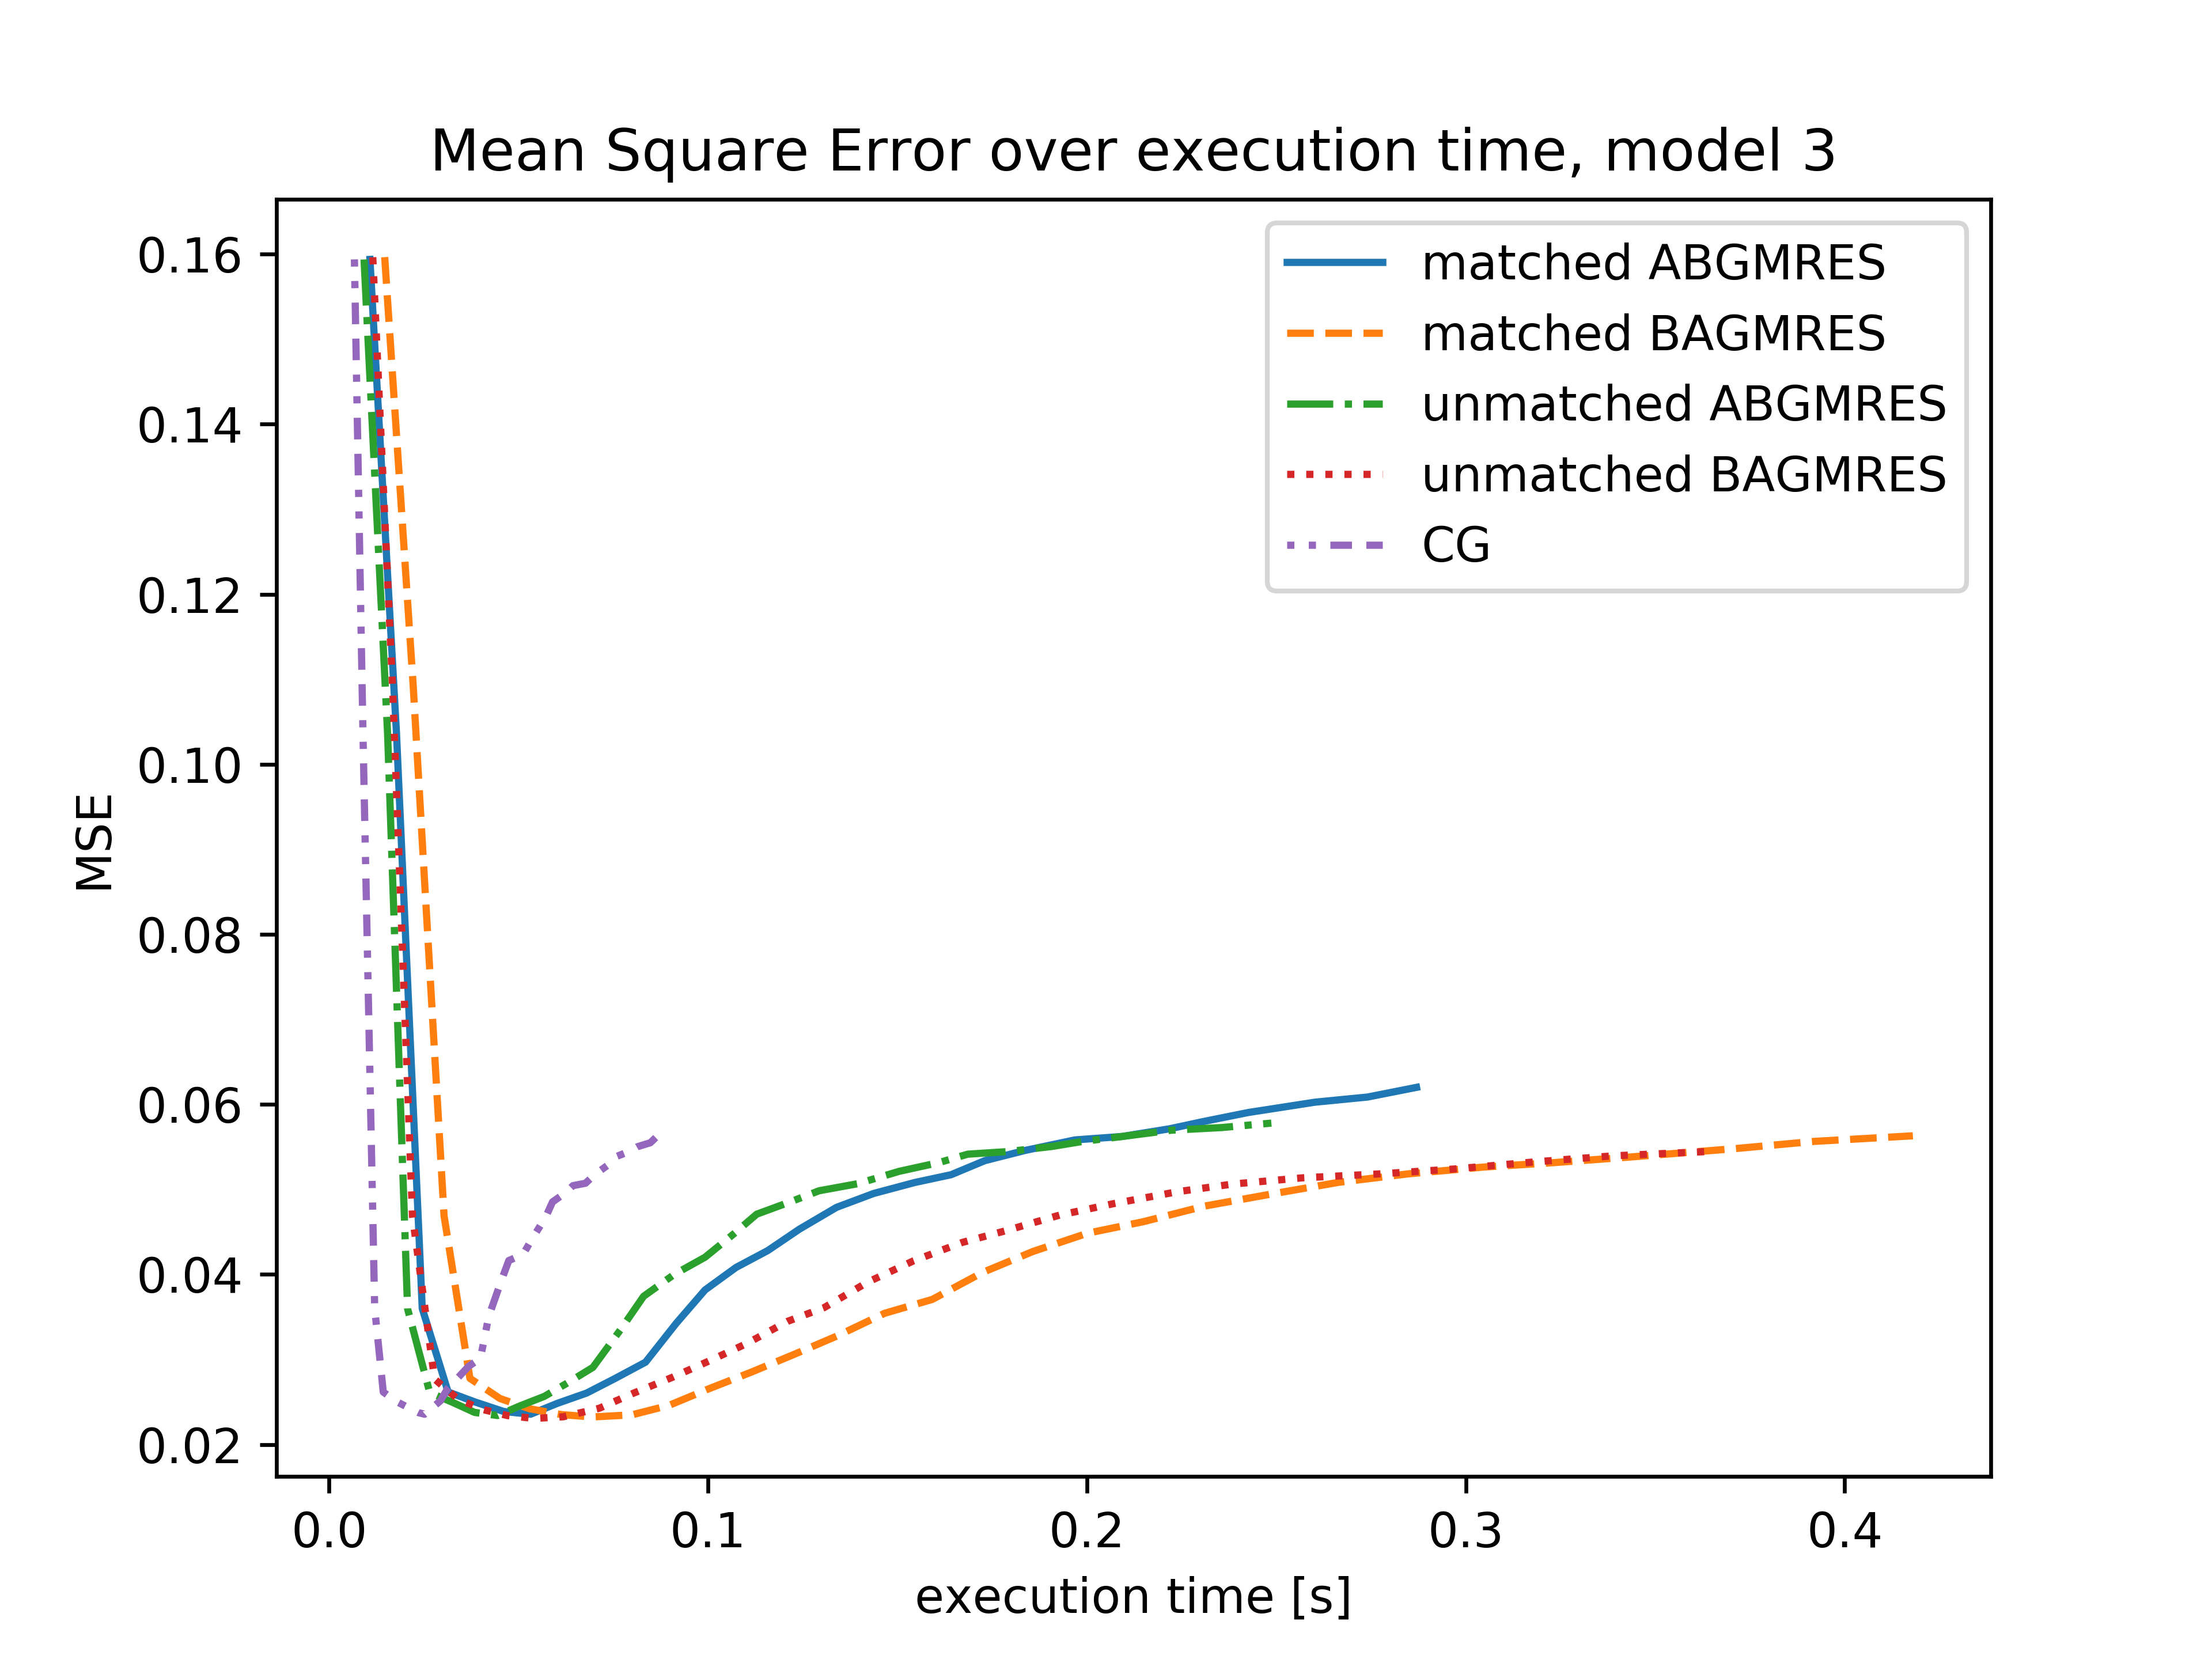 Mean Square Error over execution time, model 3
matched ABGMRES
matched BAGMRES
unmatched ABGMRES
unmatched BAGMRES
CG
MSE
0.16
0.14
0.12
0.10
0.08
0.06
0.04
0.02
0.0 0.1 0.2 0.3 0.4
execution time [s]